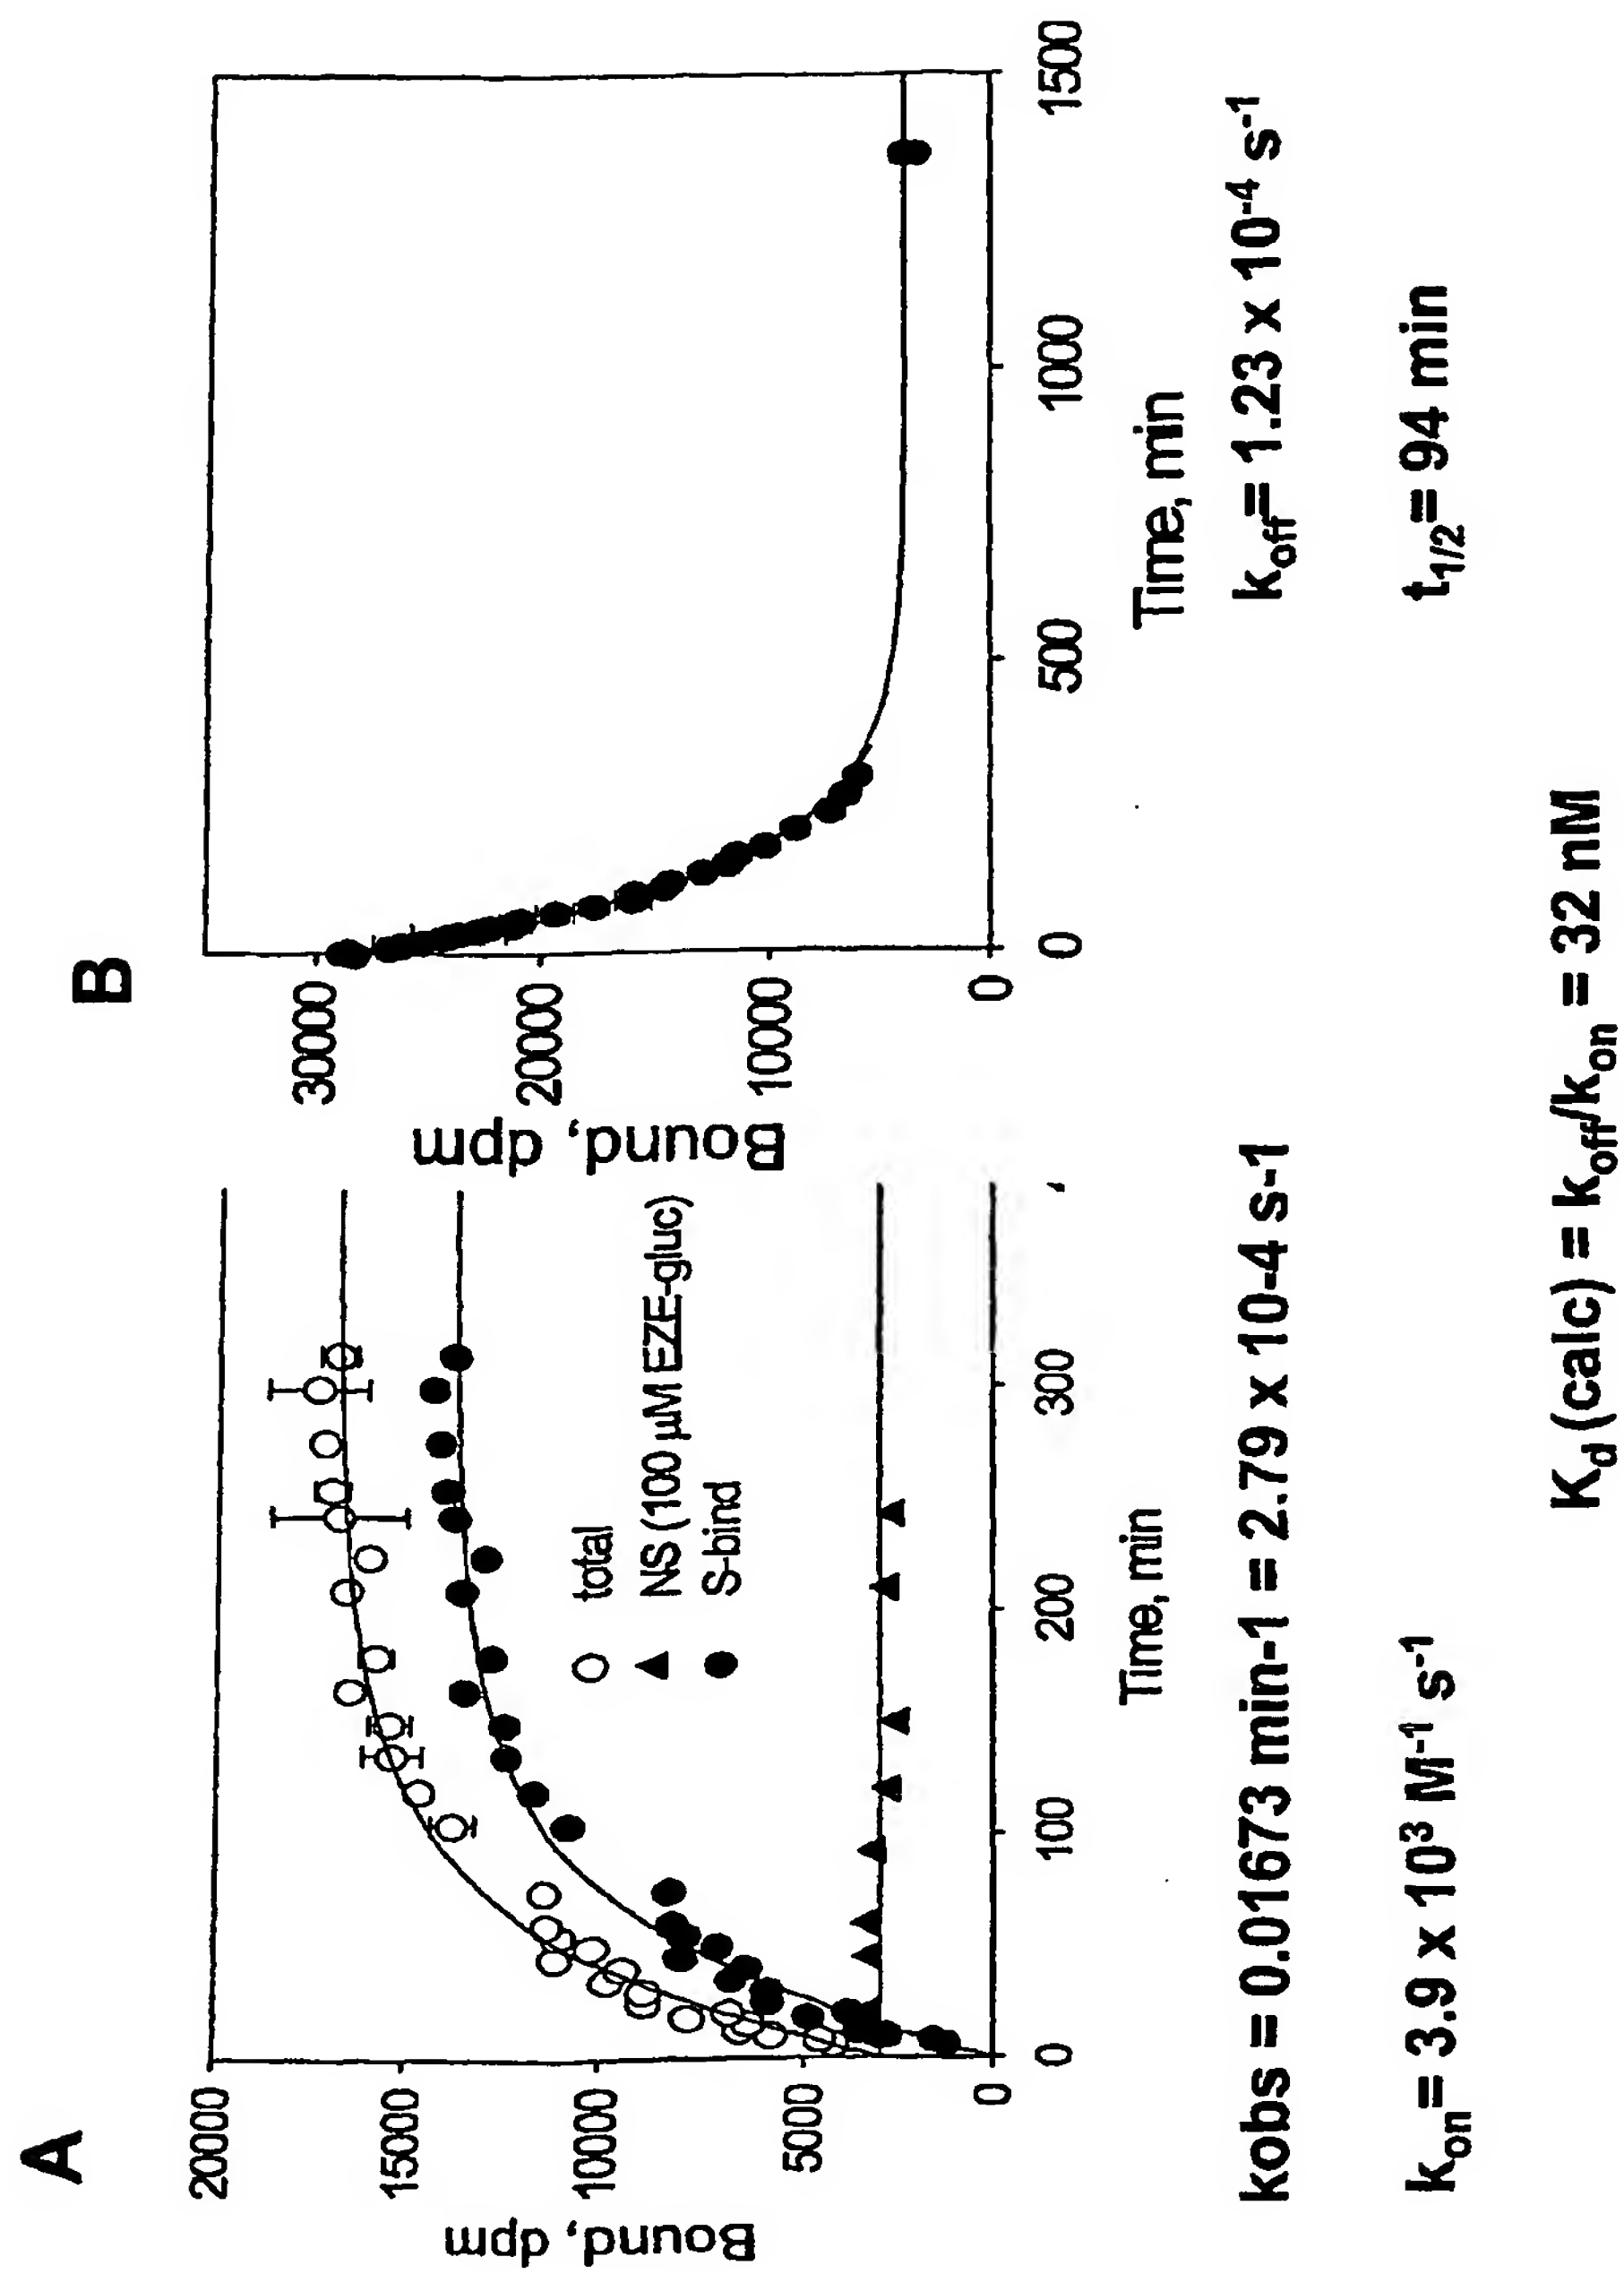 A
Bound, dpm
20000
15000
10000
5000
0
0
100
200
300
Time, min
total
NS (100 µM EZE-gluc)
S-bind
kobs = 0.01673 min-1 = 2.79 x 10-4 s-1
kon = 3.9 x 10³ M⁻¹ s⁻¹
B
Bound, dpm
30000
20000
10000
0
0
500
1000
1500
Time, min
koff = 1.23 x 10⁻⁴ s⁻¹
t1/2 = 94 min
Kd (calc) = koff/kon = 32 nM